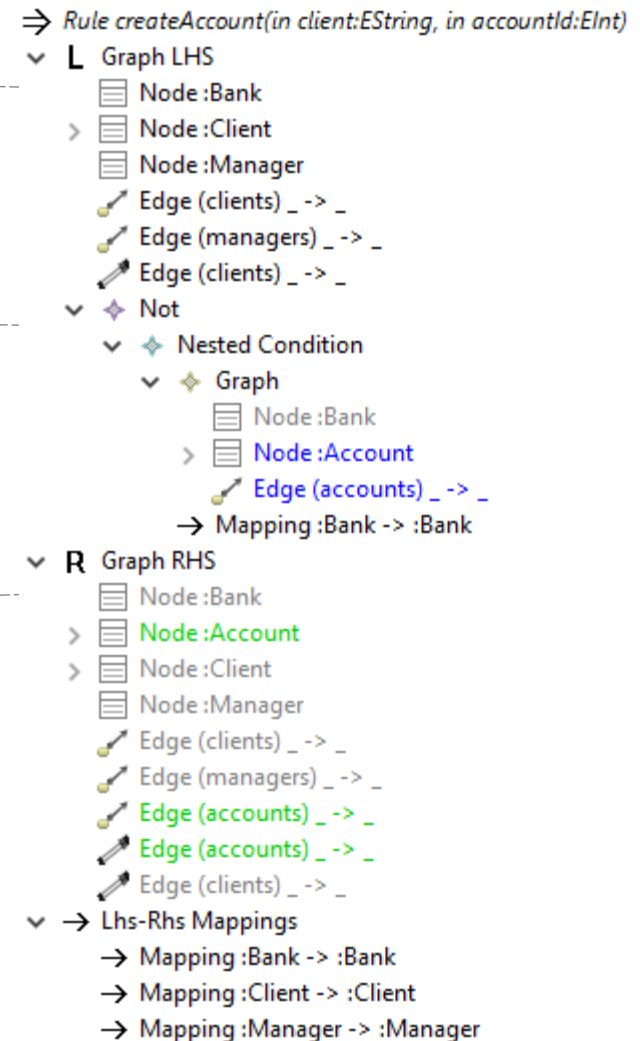 Rule createAccount(in client:EString, in accountId:EInt)
L Graph LHS
Node :Bank
Node :Client
Node :Manager
Edge (clients) _ -> _
Edge (managers) _ -> _
Edge (clients) _ -> _
Not
Nested Condition
Graph
Node :Bank
Node :Account
Edge (accounts) _ -> _
Mapping :Bank -> :Bank
R Graph RHS
Node :Bank
Node :Account
Node :Client
Node :Manager
Edge (clients) _ -> _
Edge (managers) _ -> _
Edge (accounts) _ -> _
Edge (accounts) _ -> _
Edge (clients) _ -> _
Lhs-Rhs Mappings
Mapping :Bank -> :Bank
Mapping :Client -> :Client
Mapping :Manager -> :Manager